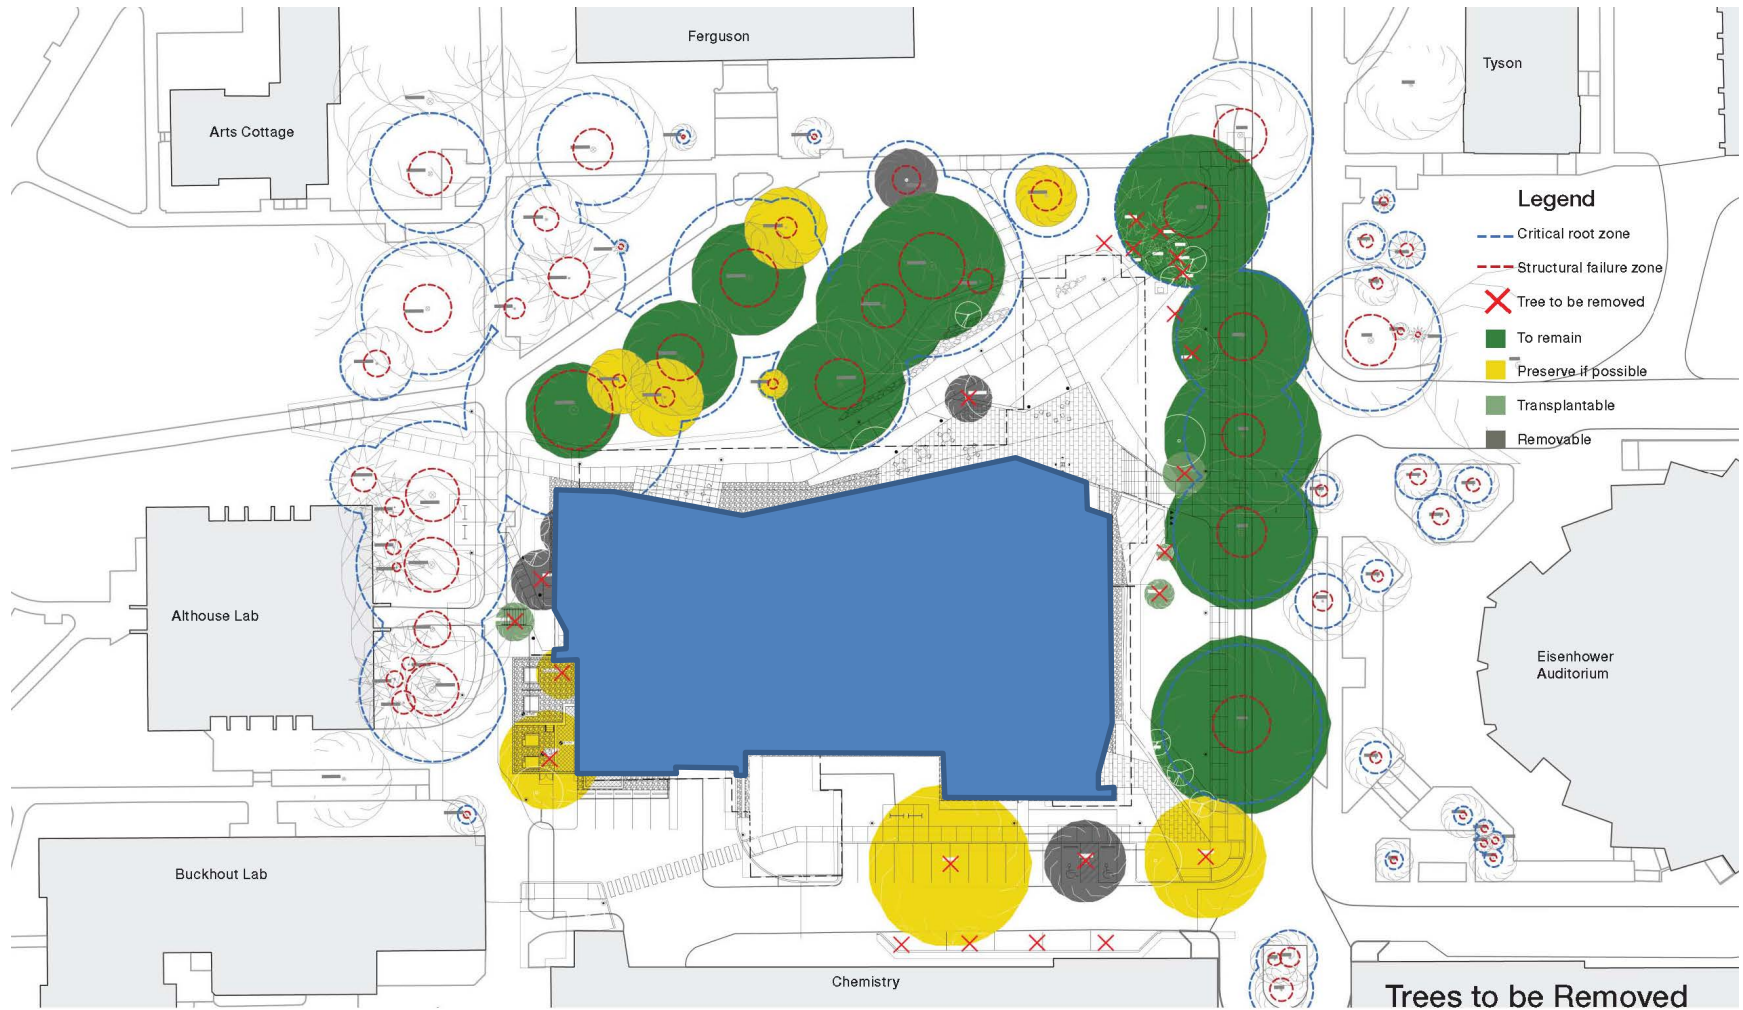 Ferguson
Tyson
Arts Cottage
Legend
Critical root zone
Structural failure zone
Tree to be removed
To remain
Preserve if possible
Transplantable
Removable
Althouse Lab
Eisenhower
Auditorium
Buckhout Lab
Chemistry
Trees to be Removed